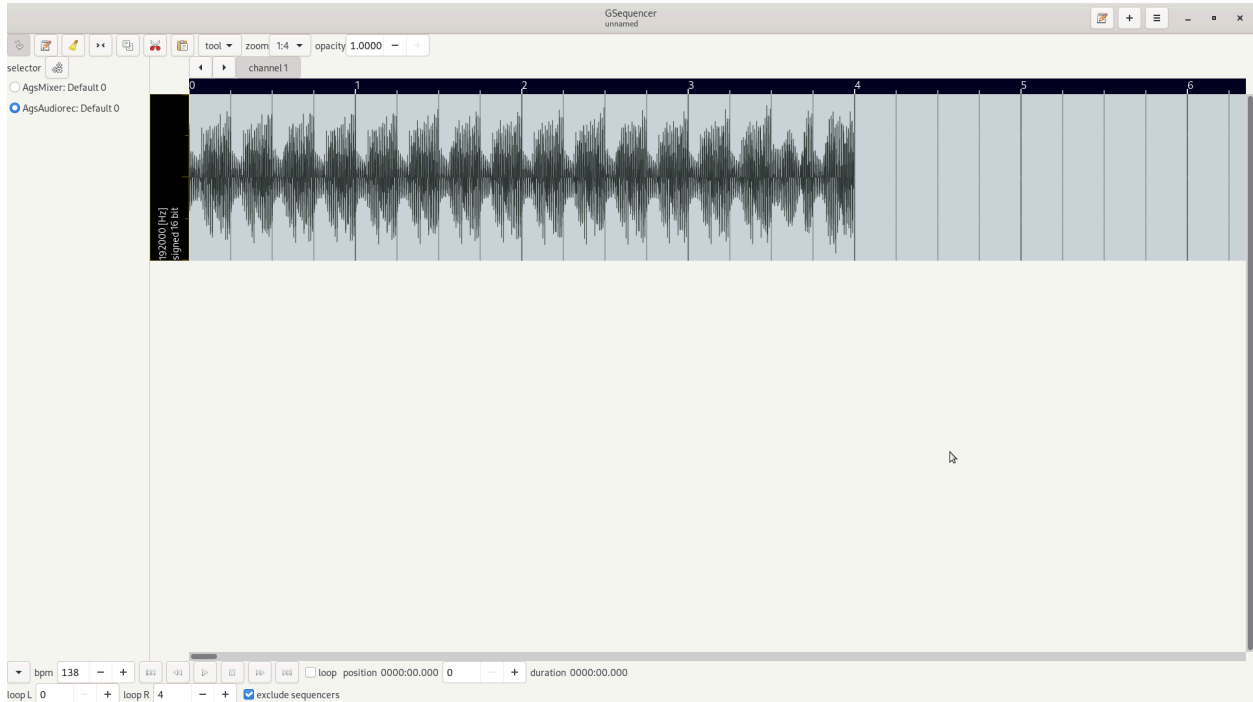 GSequencer
unnamed
tool zoom 1:4 opacity 1.0000
selector channel 1
AgsMixer: Default 0
AgsAudiorec: Default 0
0 1 2 3 4 5 6
192000 [Hz]
signed 16 bit
bpm 138 loop position 0000:00.000 0 duration 0000:00.000
loop L 0 loop R 4 exclude sequencers